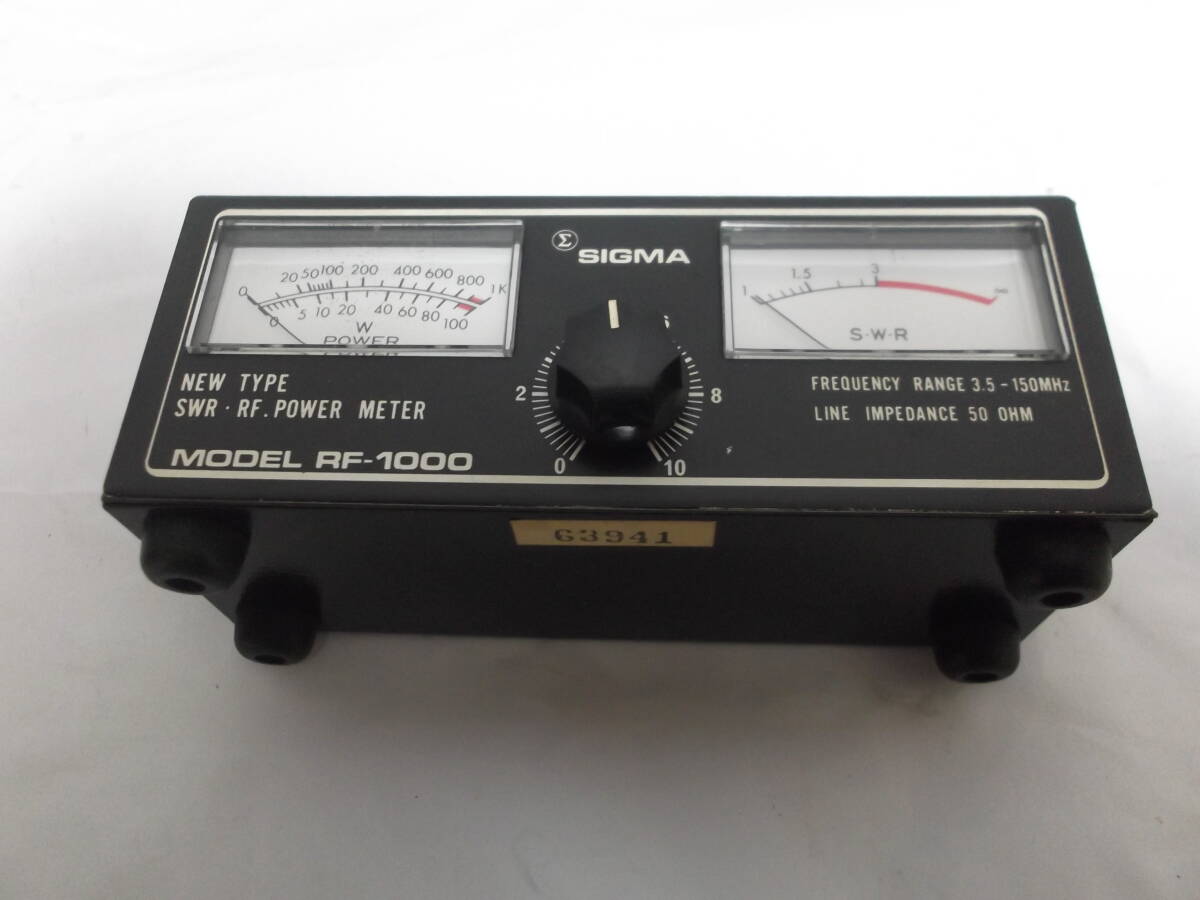 Σ SIGMA
0 20 50 100 200 400 600 800 1K
0 5 10 20 40 60 80 100
W
POWER
1 1.5 3 ∞
S·W·R
6
2 8
0 10
NEW TYPE
SWR · RF. POWER METER
MODEL RF-1000
FREQUENCY RANGE 3.5 - 150MHz
LINE IMPEDANCE 50 OHM
63941